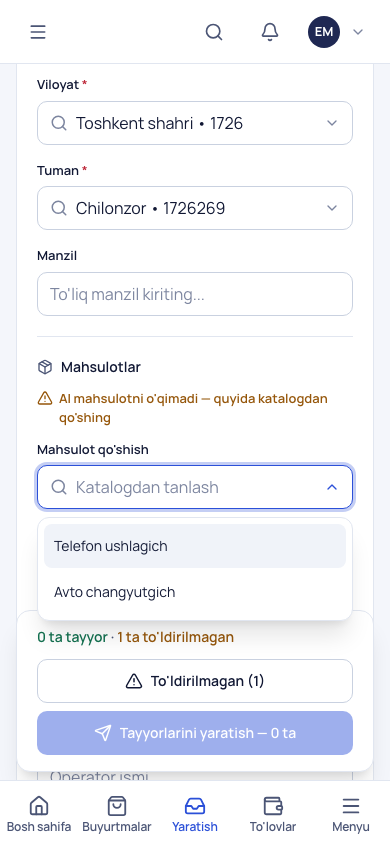 EM
Viloyat *
Toshkent shahri • 1726
Tuman *
Chilonzor • 1726269
Manzil
To'liq manzil kiriting...
Mahsulotlar
AI mahsulotni o'qimadi — quyida katalogdan
qo'shing
Mahsulot qo'shish
Katalogdan tanlash
Telefon ushlagich
Avto changyutgich
0 ta tayyor · 1 ta to'ldirilmagan
To'ldirilmagan (1)
Tayyorlarini yaratish — 0 ta
Operator ismi
Bosh sahifa
Buyurtmalar
Yaratish
To'lovlar
Menyu